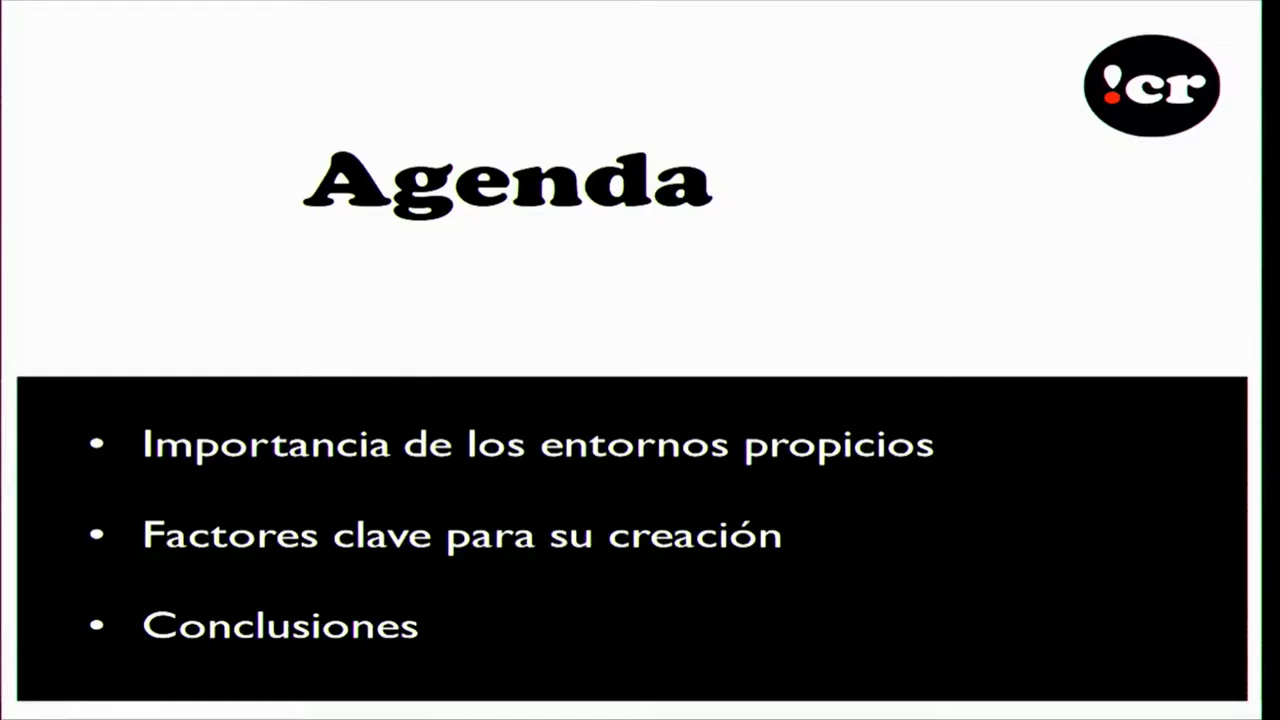 !cr
Agenda
• Importancia de los entornos propicios
• Factores clave para su creación
• Conclusiones